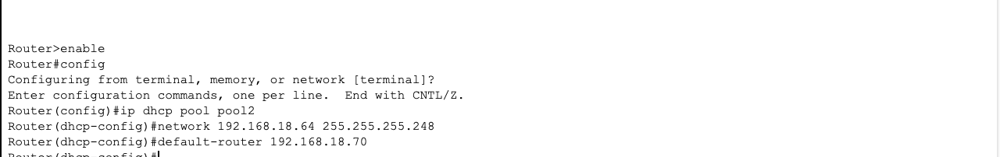 Router>enable
Router#config
Configuring from terminal, memory, or network [terminal]?
Enter configuration commands, one per line.  End with CNTL/Z.
Router(config)#ip dhcp pool pool2
Router(dhcp-config)#network 192.168.18.64 255.255.255.248
Router(dhcp-config)#default-router 192.168.18.70
Router(dhcp-config)#